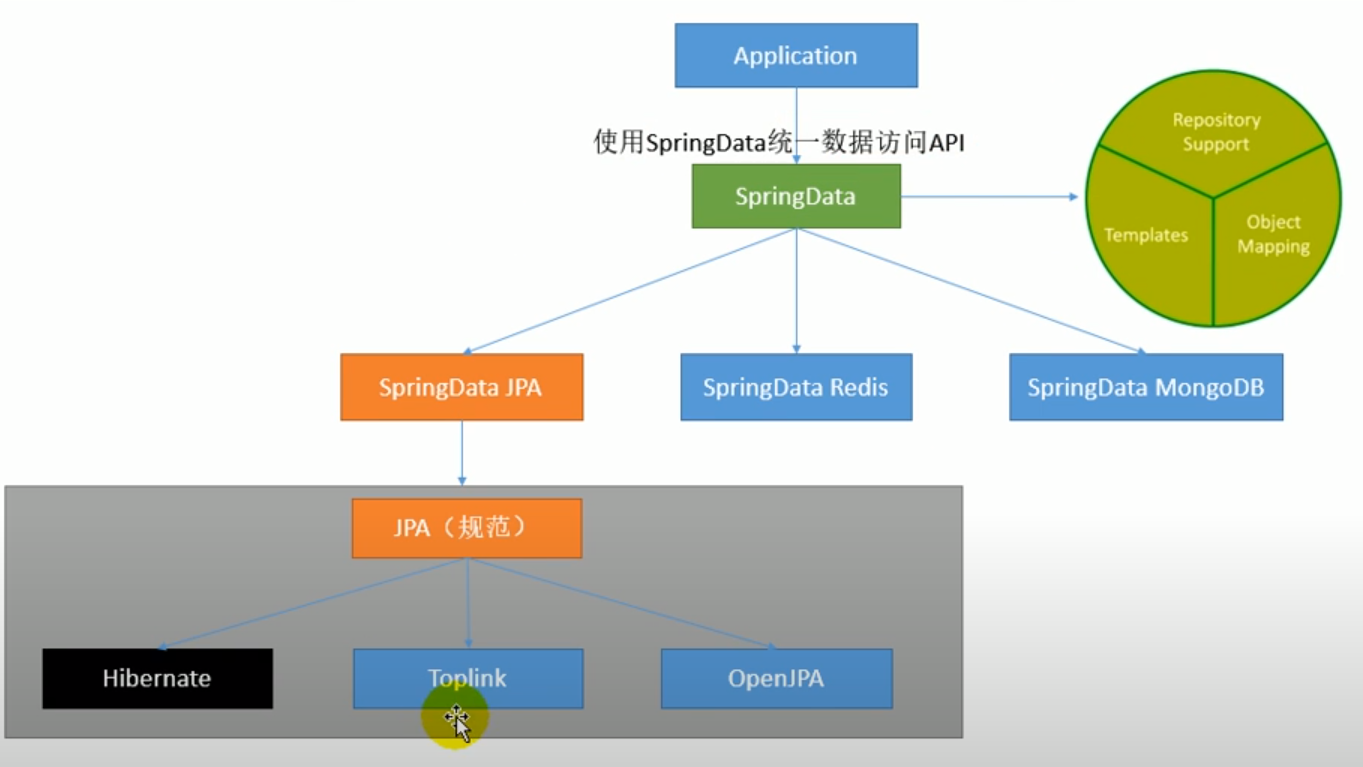 Application
使用SpringData统一数据访问API
SpringData
Repository
Support
Templates
Object
Mapping
SpringData JPA
SpringData Redis
SpringData MongoDB
JPA（规范）
Hibernate
Toplink
OpenJPA